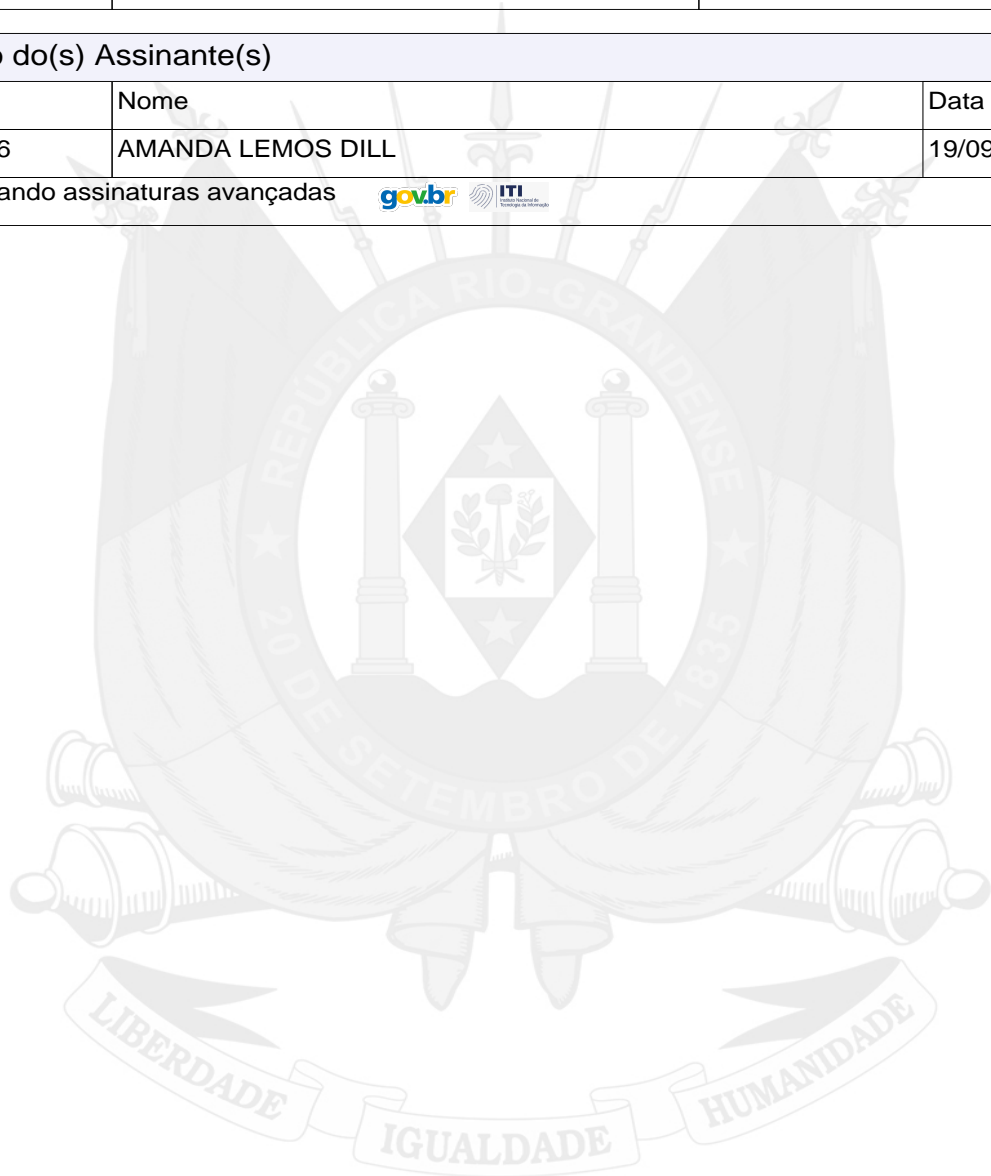 o do(s) Assinante(s)
Nome Data
6 AMANDA LEMOS DILL 19/09
ando assinaturas avançadas gov.br ITI
REPÚBLICA RIO-GRANDENSE
20 DE SETEMBRO DE 1835
LIBERDADE IGUALDADE HUMANIDADE